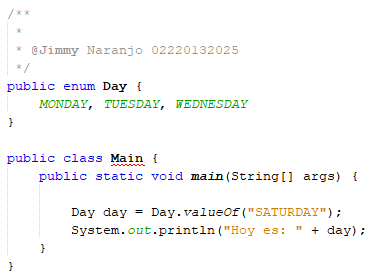 /**
 *
 * @Jimmy Naranjo 02220132025
 */
public enum Day {
    MONDAY, TUESDAY, WEDNESDAY
}
public class Main {
    public static void main(String[] args) {
        Day day = Day.valueOf("SATURDAY");
        System.out.println("Hoy es: " + day);
    }
}